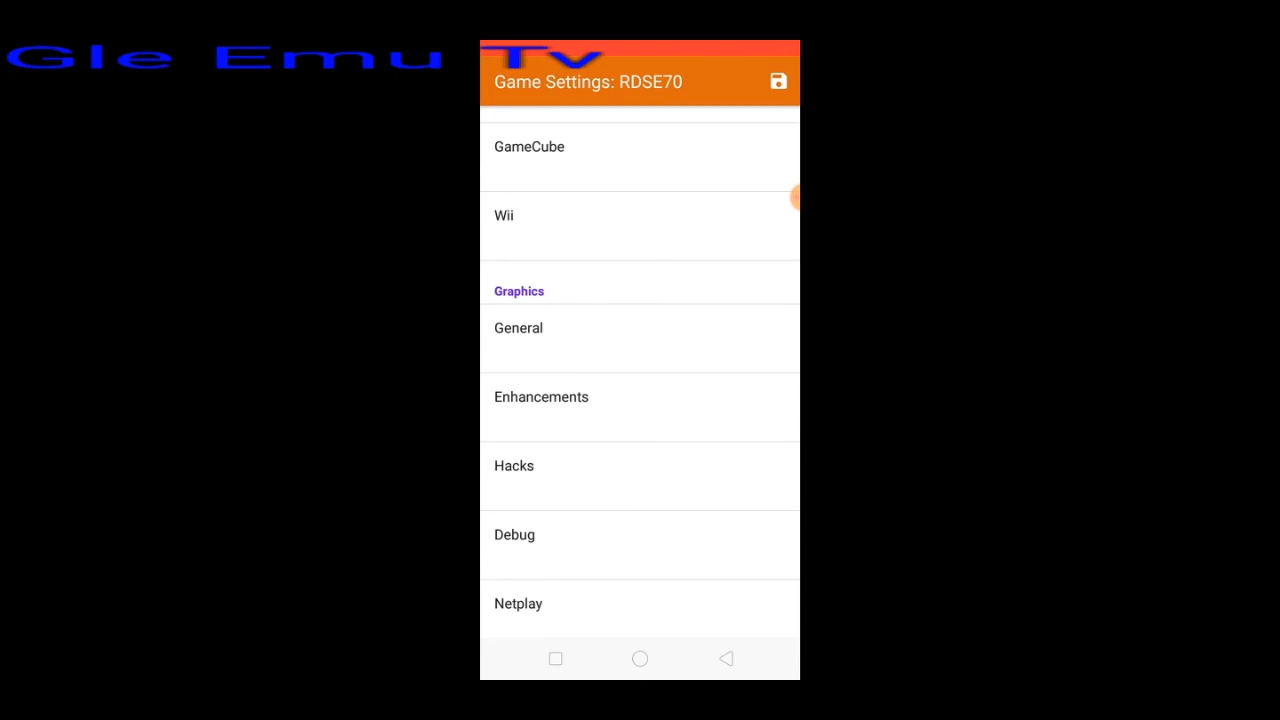 Gle Emu Tv
Game Settings: RDSE70
GameCube
Wii
Graphics
General
Enhancements
Hacks
Debug
Netplay